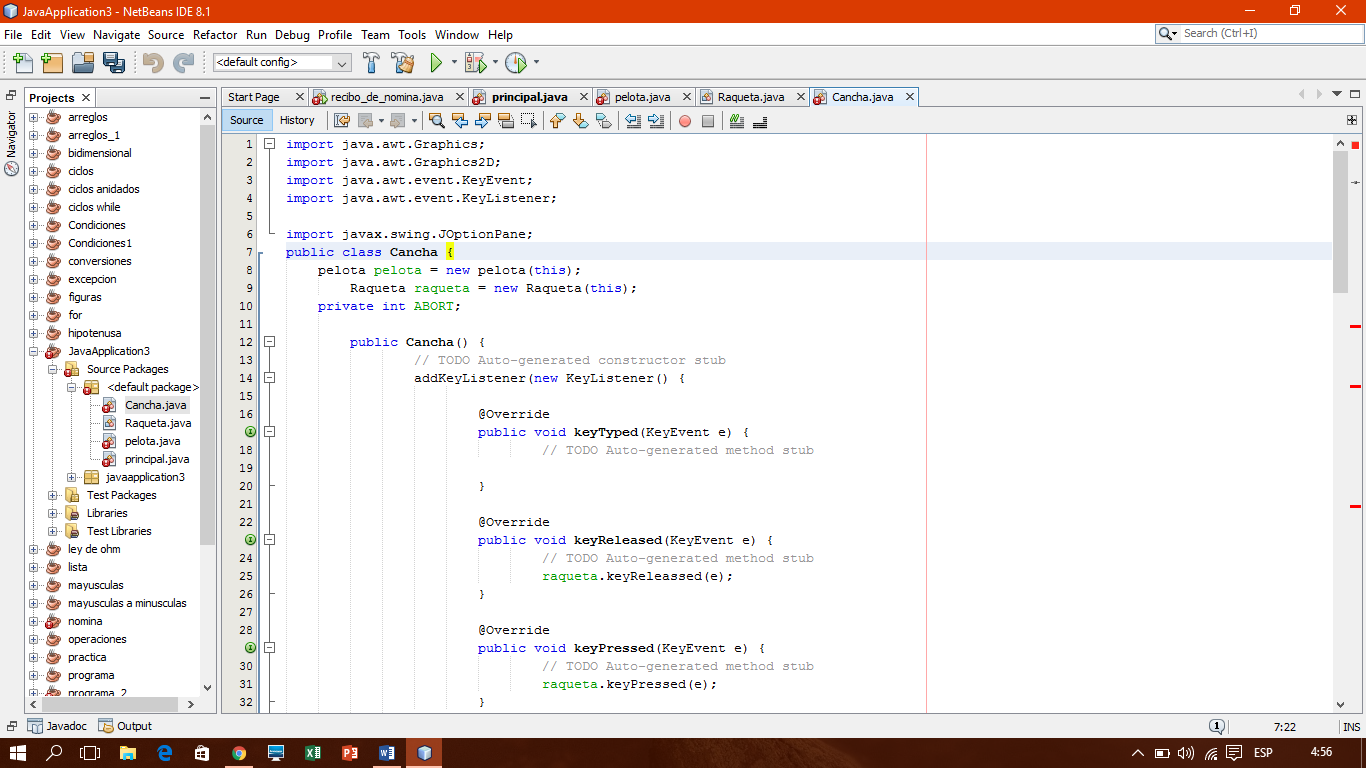 JavaApplication3 - NetBeans IDE 8.1
File Edit View Navigate Source Refactor Run Debug Profile Team Tools Window Help
Search (Ctrl+I)
<default config>
Navigator
Projects
arreglos
arreglos_1
bidimensional
ciclos
ciclos anidados
ciclos while
Condiciones
Condiciones1
conversiones
excepcion
figuras
for
hipotenusa
JavaApplication3
Source Packages
<default package>
Cancha.java
Raqueta.java
pelota.java
principal.java
javaapplication3
Test Packages
Libraries
Test Libraries
ley de ohm
lista
mayusculas
mayusculas a minusculas
nomina
operaciones
practica
programa
programa_2
Start Page recibo_de_nomina.java principal.java pelota.java Raqueta.java Cancha.java
Source History
1 import java.awt.Graphics;
2 import java.awt.Graphics2D;
3 import java.awt.event.KeyEvent;
4 import java.awt.event.KeyListener;
5
6 import javax.swing.JOptionPane;
7 public class Cancha {
8 pelota pelota = new pelota(this);
9 Raqueta raqueta = new Raqueta(this);
10 private int ABORT;
11
12 public Cancha() {
13 // TODO Auto-generated constructor stub
14 addKeyListener(new KeyListener() {
15
16 @Override
public void keyTyped(KeyEvent e) {
18 // TODO Auto-generated method stub
19
20 }
21
22 @Override
public void keyReleased(KeyEvent e) {
24 // TODO Auto-generated method stub
25 raqueta.keyReleassed(e);
26 }
27
28 @Override
public void keyPressed(KeyEvent e) {
30 // TODO Auto-generated method stub
31 raqueta.keyPressed(e);
32 }
Javadoc Output
1 7:22 INS
ESP 4:56